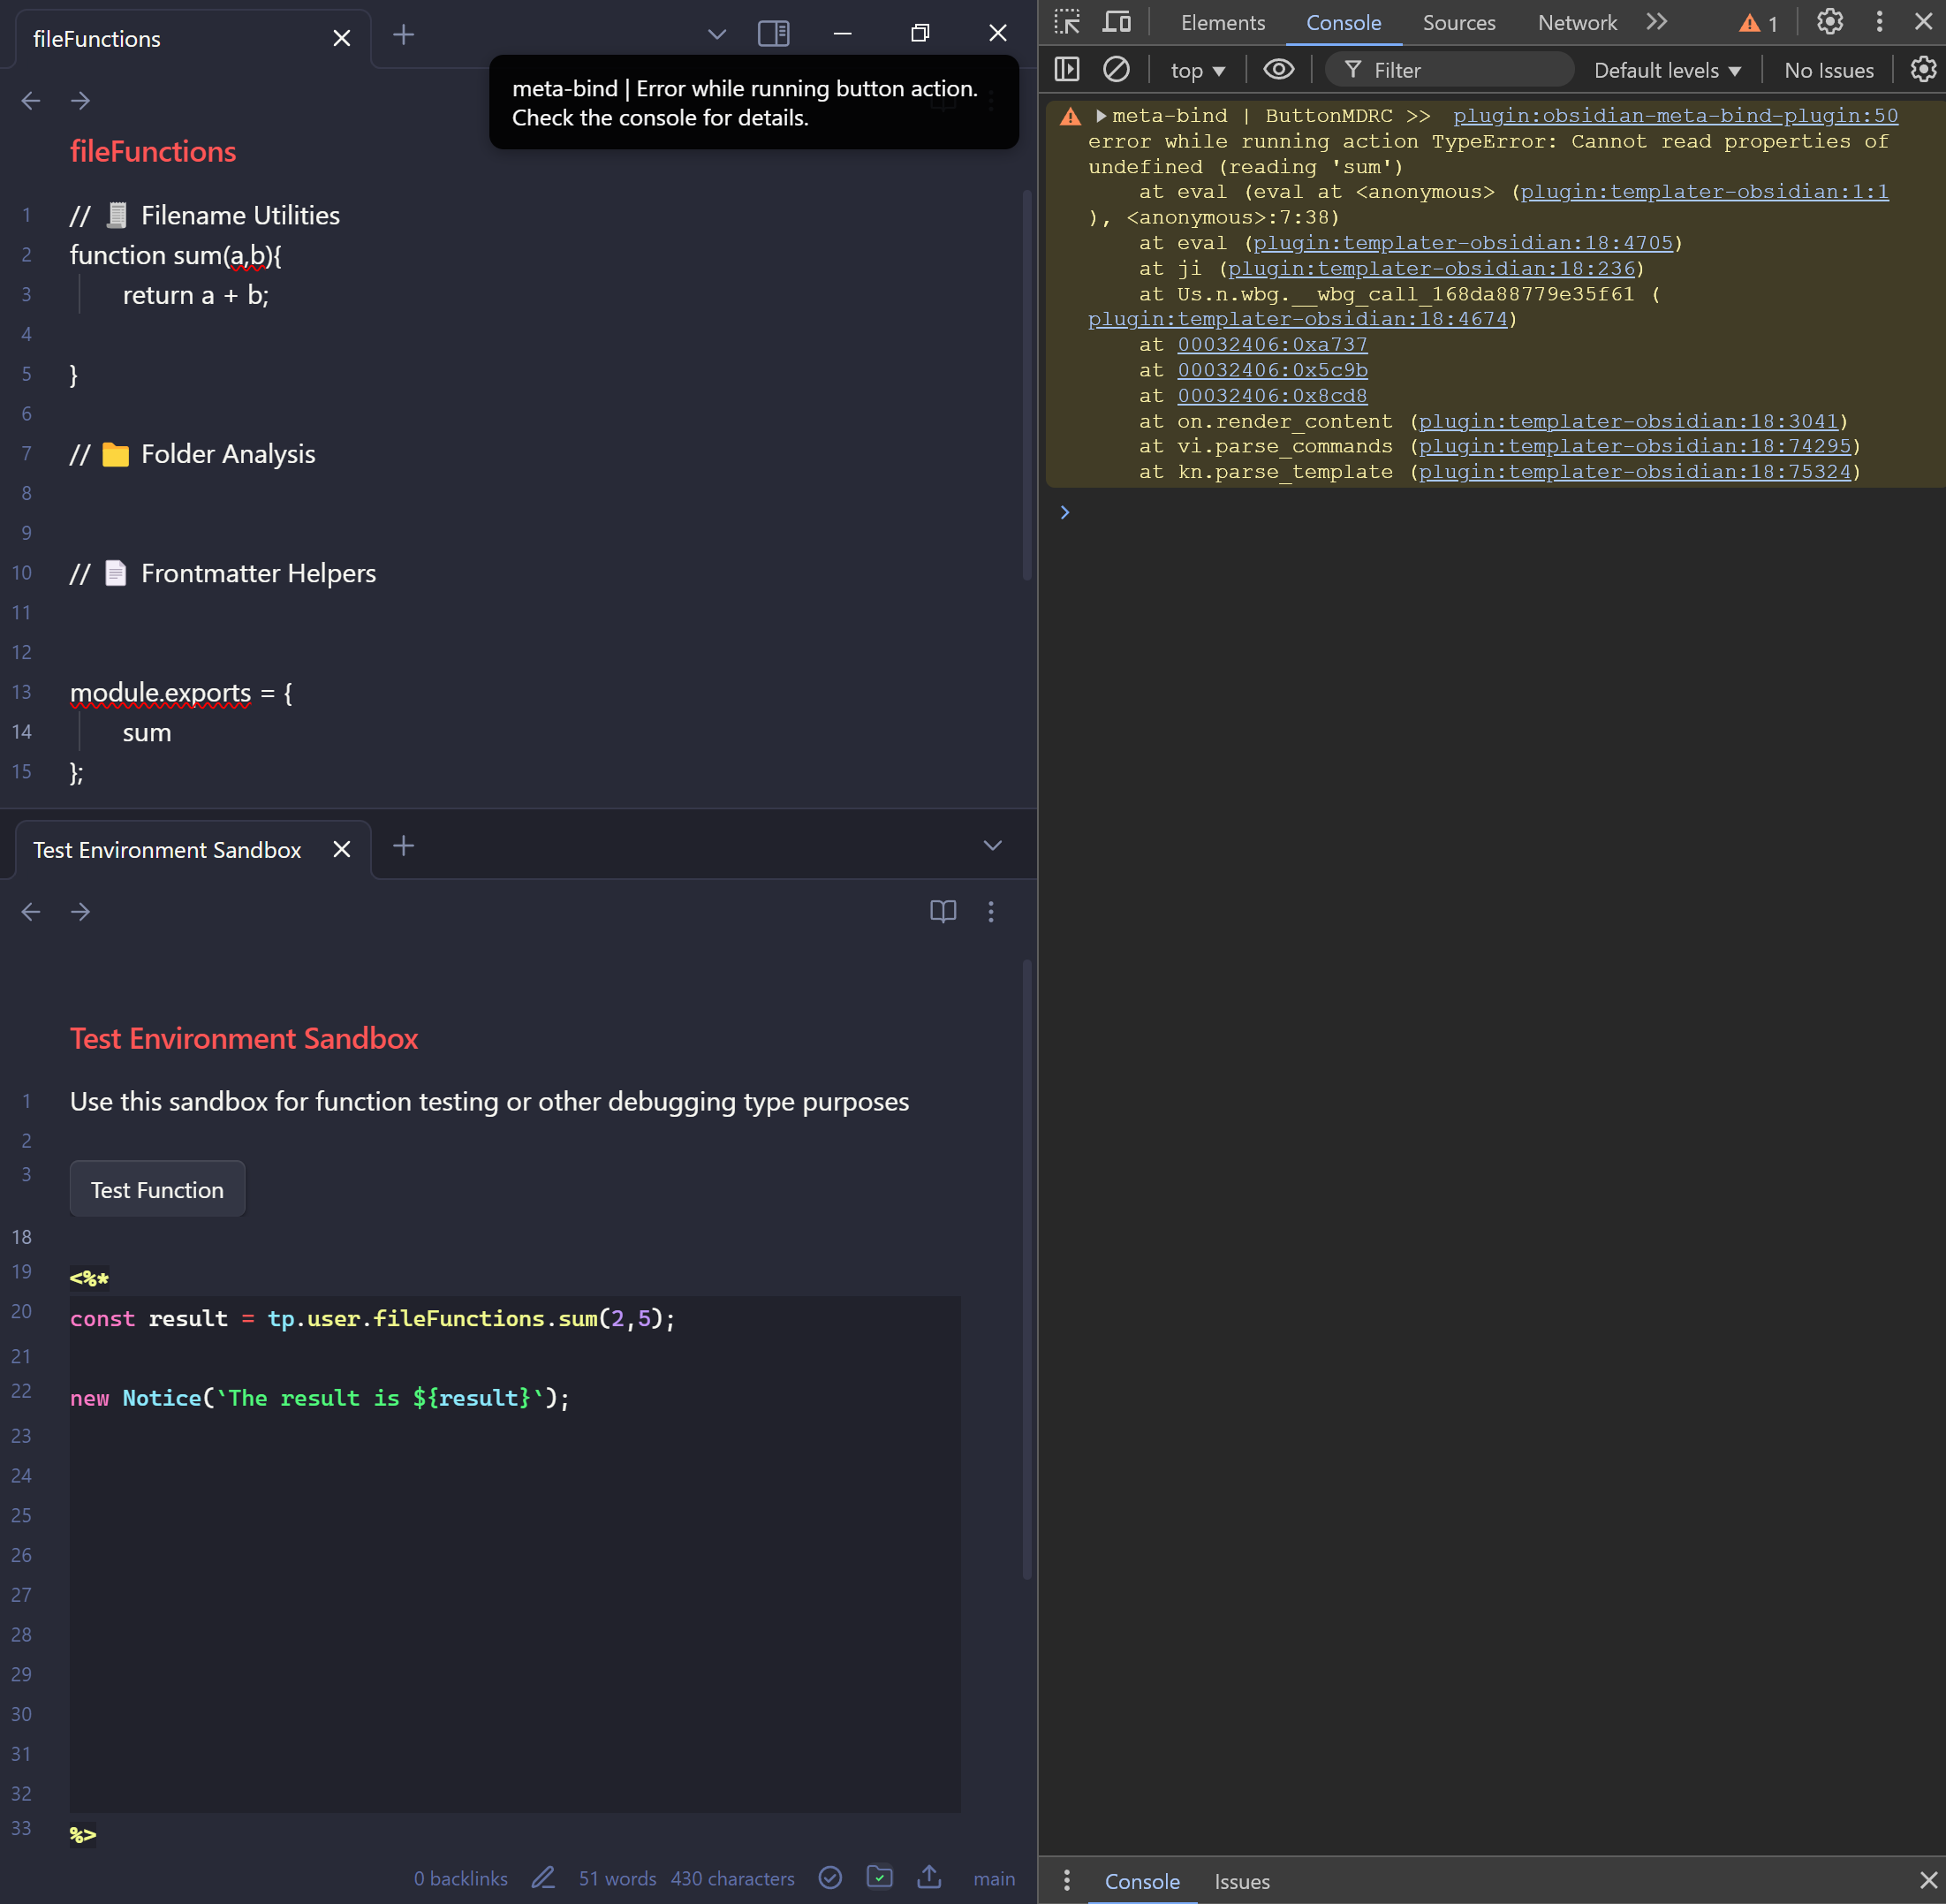 fileFunctions
meta-bind | Error while running button action.
Check the console for details.
fileFunctions
1 // 🧾 Filename Utilities
2 function sum(a,b){
3 return a + b;
4
5 }
6
7 // 📁 Folder Analysis
8
9
10 // 📄 Frontmatter Helpers
11
12
13 module.exports = {
14 sum
15 };
Test Environment Sandbox
Test Environment Sandbox
1 Use this sandbox for function testing or other debugging type purposes
2
3 Test Function
18
19 <%*
20 const result = tp.user.fileFunctions.sum(2,5);
21
22 new Notice(`The result is ${result}`);
23
24
25
26
27
28
29
30
31
32
33 %>
0 backlinks 51 words 430 characters main
Elements Console Sources Network 1
top Filter Default levels No Issues
meta-bind | ButtonMDRC >> plugin:obsidian-meta-bind-plugin:50
error while running action TypeError: Cannot read properties of
undefined (reading 'sum')
at eval (eval at <anonymous> (plugin:templater-obsidian:1:1
), <anonymous>:7:38)
at eval (plugin:templater-obsidian:18:4705)
at ji (plugin:templater-obsidian:18:236)
at Us.n.wbg.__wbg_call_168da88779e35f61 (
plugin:templater-obsidian:18:4674)
at 00032406:0xa737
at 00032406:0x5c9b
at 00032406:0x8cd8
at on.render_content (plugin:templater-obsidian:18:3041)
at vi.parse_commands (plugin:templater-obsidian:18:74295)
at kn.parse_template (plugin:templater-obsidian:18:75324)
Console Issues